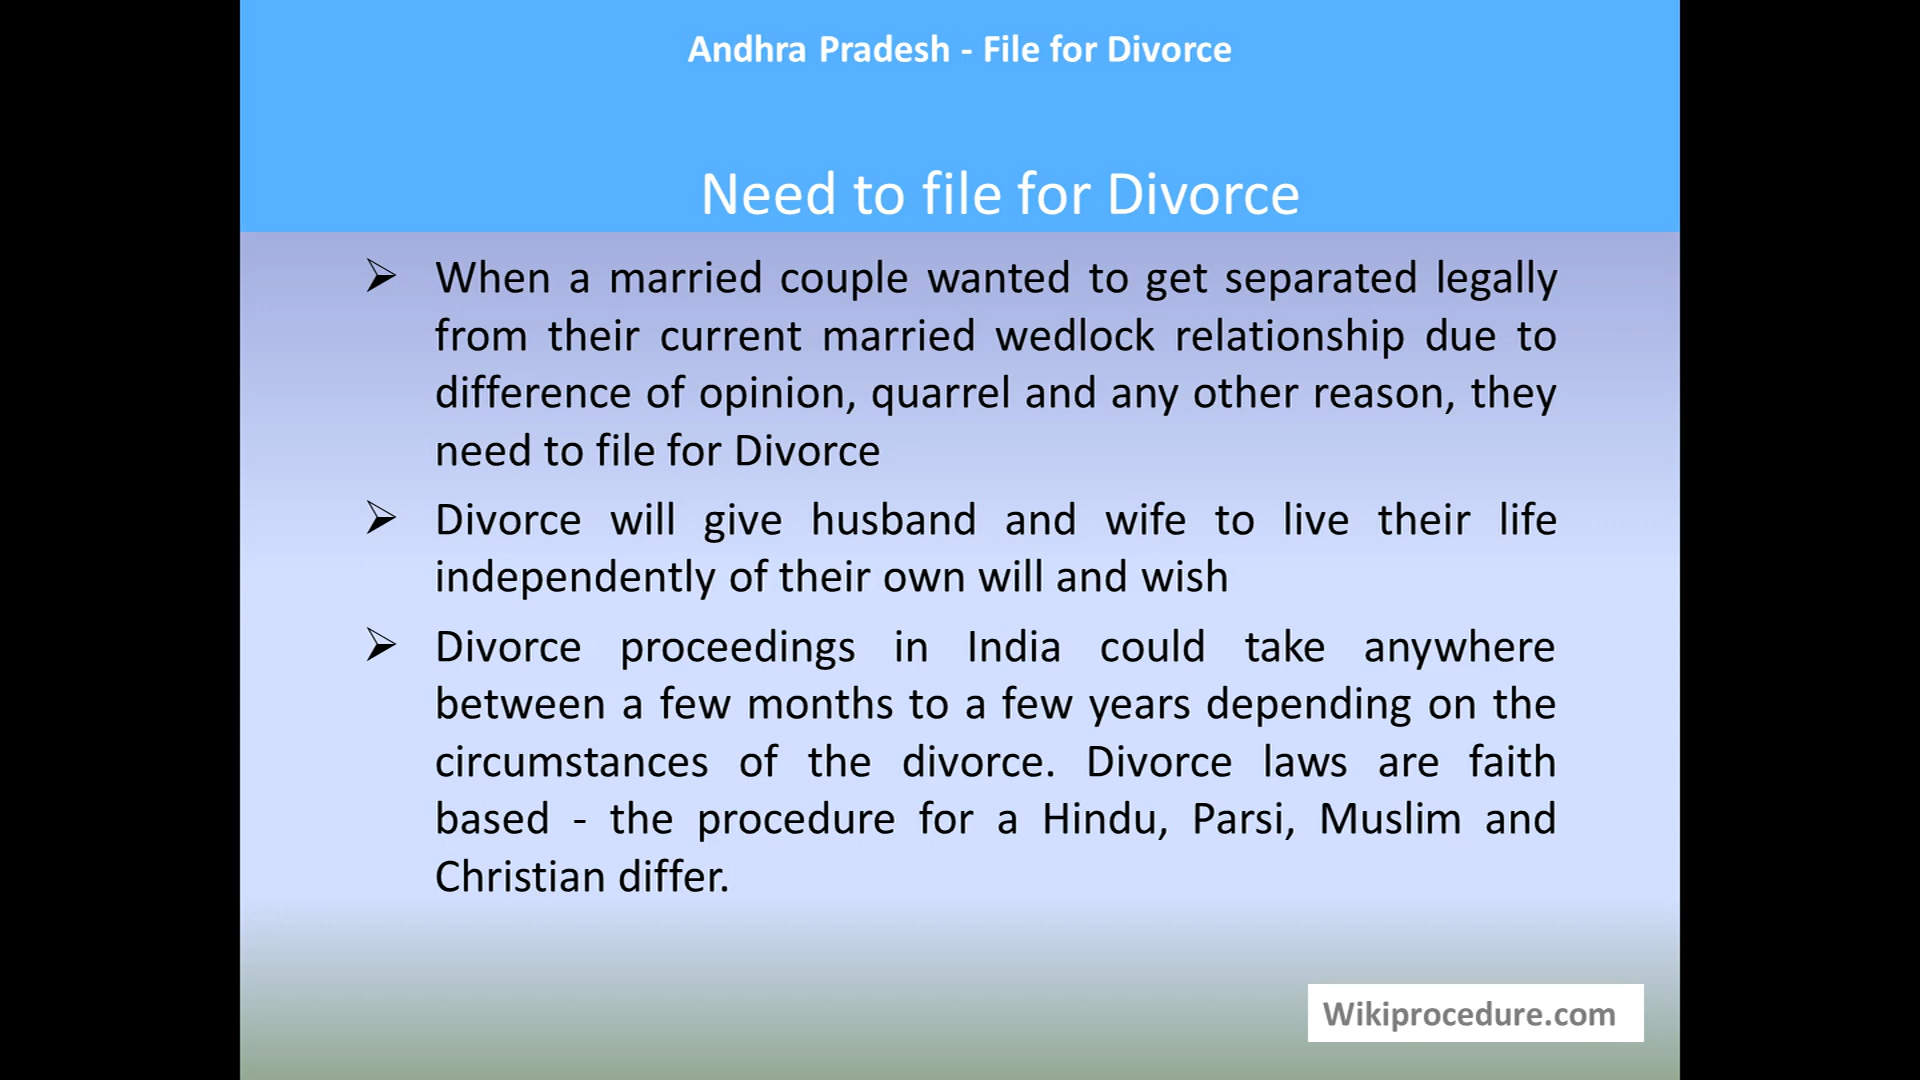 Andhra Pradesh - File for Divorce
Need to file for Divorce
When a married couple wanted to get separated legally
from their current married wedlock relationship due to
difference of opinion, quarrel and any other reason, they
need to file for Divorce
Divorce will give husband and wife to live their life
independently of their own will and wish
Divorce proceedings in India could take anywhere
between a few months to a few years depending on the
circumstances of the divorce. Divorce laws are faith
based - the procedure for a Hindu, Parsi, Muslim and
Christian differ.
Wikiprocedure.com